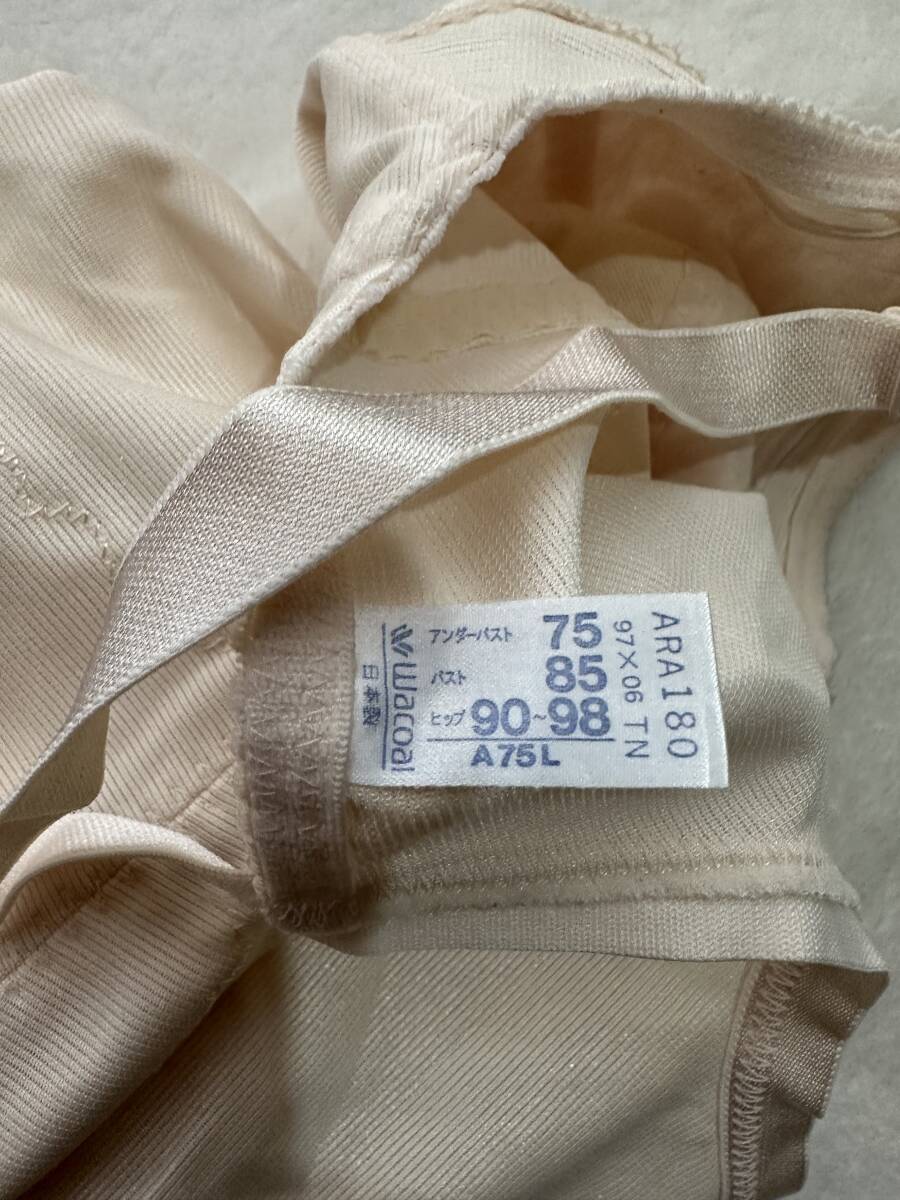 アンダーバスト 75
バスト 85
ヒップ 90~98
A75L
wacoal
日本製
ARA180
97×06 TN